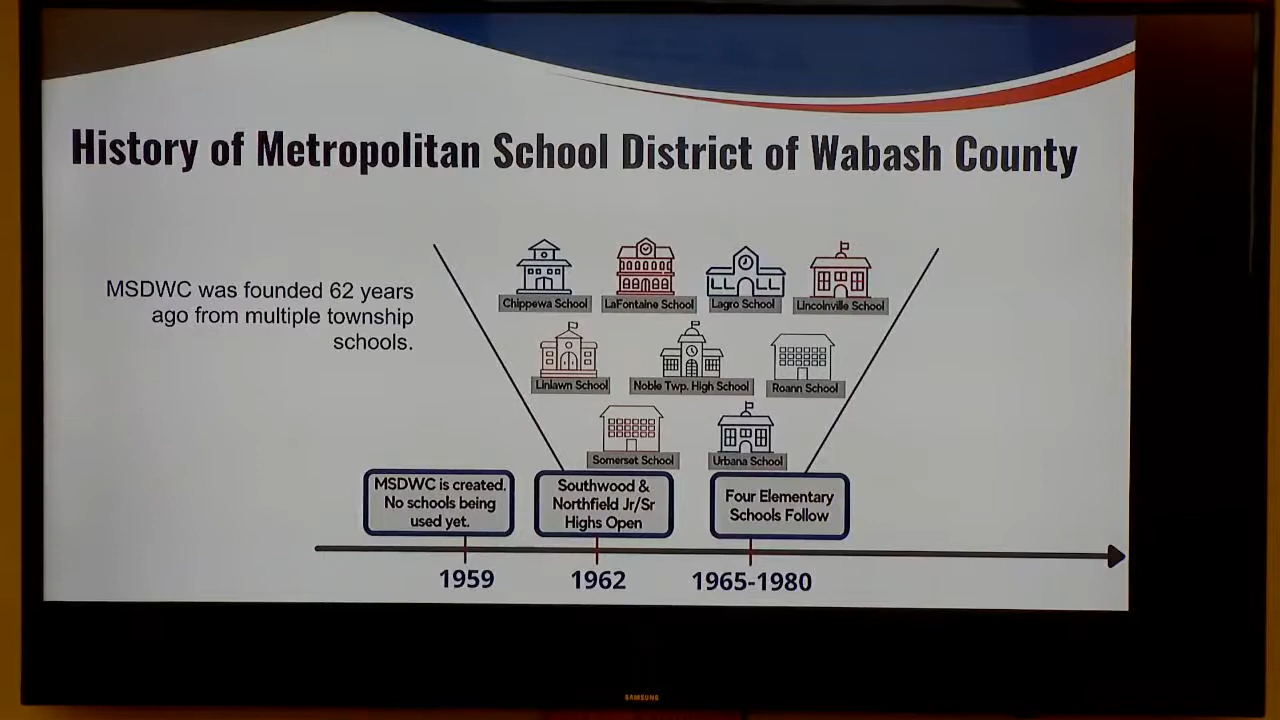 History of Metropolitan School District of Wabash County
MSDWC was founded 62 years
ago from multiple township
schools.
Chippewa School
LaFontaine School
Lagro School
Lincolnville School
Linlawn School
Noble Twp. High School
Roann School
Somerset School
Urbana School
MSDWC is created.
No schools being
used yet.
Southwood &
Northfield Jr/Sr
Highs Open
Four Elementary
Schools Follow
1959
1962
1965-1980
SAMSUNG